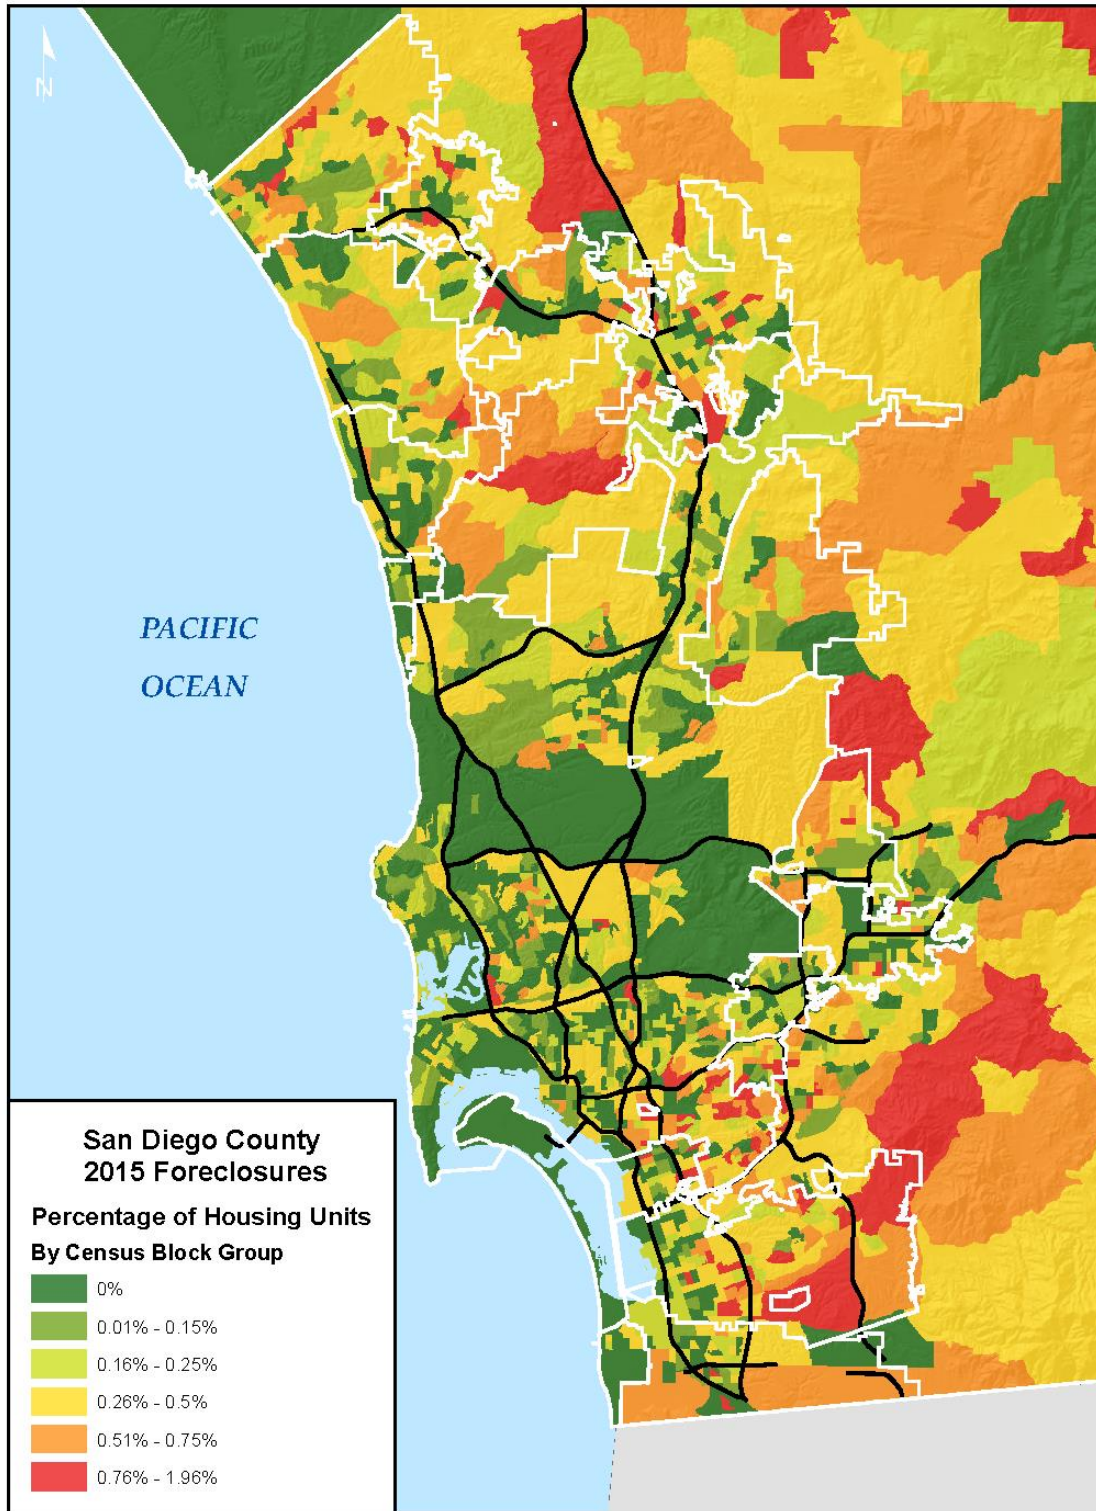 N
PACIFIC
OCEAN
San Diego County
2015 Foreclosures
Percentage of Housing Units
By Census Block Group
0%
0.01% - 0.15%
0.16% - 0.25%
0.26% - 0.5%
0.51% - 0.75%
0.76% - 1.96%